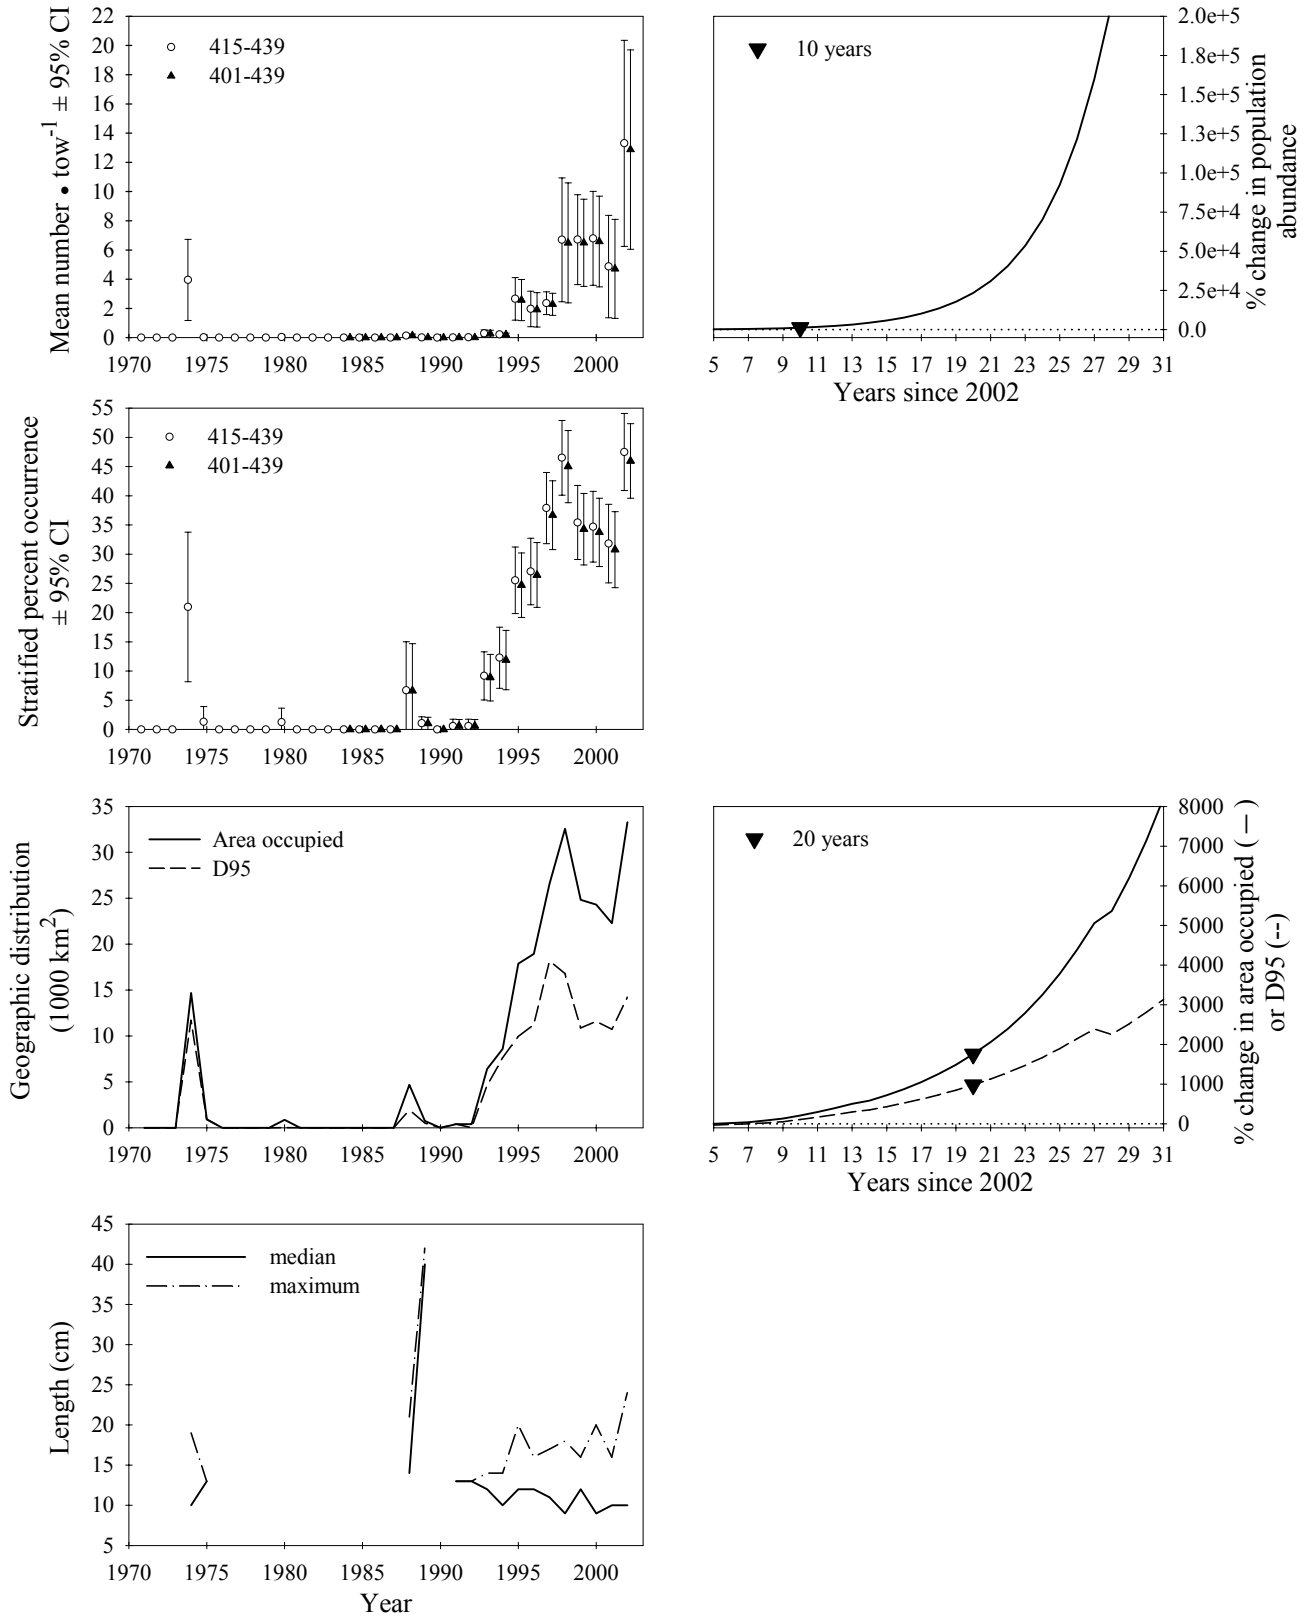 22
20
18
16
14
12
10
8
6
4
2
0
Mean number • tow-1 ± 95% CI
415-439
401-439
1970 1975 1980 1985 1990 1995 2000
10 years
2.0e+5
1.8e+5
1.5e+5
1.3e+5
1.0e+5
7.5e+4
5.0e+4
2.5e+4
0.0
% change in population
abundance
5 7 9 11 13 15 17 19 21 23 25 27 29 31
Years since 2002
55
50
45
40
35
30
25
20
15
10
5
0
Stratified percent occurrence
± 95% CI
415-439
401-439
1970 1975 1980 1985 1990 1995 2000
35
30
25
20
15
10
5
0
Geographic distribution
(1000 km2)
Area occupied
D95
1970 1975 1980 1985 1990 1995 2000
20 years
8000
7000
6000
5000
4000
3000
2000
1000
0
% change in area occupied (—)
or D95 (--)
5 7 9 11 13 15 17 19 21 23 25 27 29 31
Years since 2002
45
40
35
30
25
20
15
10
5
Length (cm)
median
maximum
1970 1975 1980 1985 1990 1995 2000
Year